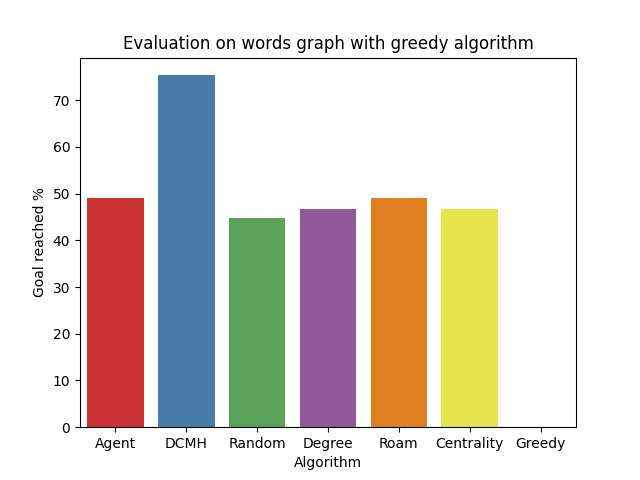 Evaluation on words graph with greedy algorithm
Goal reached %
70
60
50
40
30
20
10
0
Agent DCMH Random Degree Roam Centrality Greedy
Algorithm